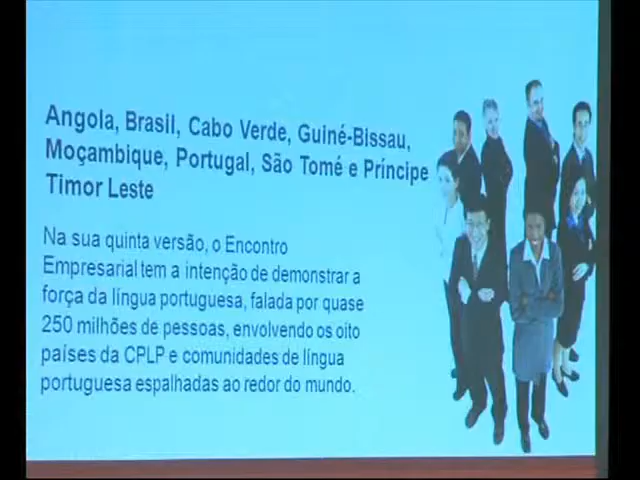 Angola, Brasil, Cabo Verde, Guiné-Bissau,
Moçambique, Portugal, São Tomé e Príncipe
Timor Leste
Na sua quinta versão, o Encontro
Empresarial tem a intenção de demonstrar a
força da língua portuguesa, falada por quase
250 milhões de pessoas, envolvendo os oito
países da CPLP e comunidades de língua
portuguesa espalhadas ao redor do mundo.